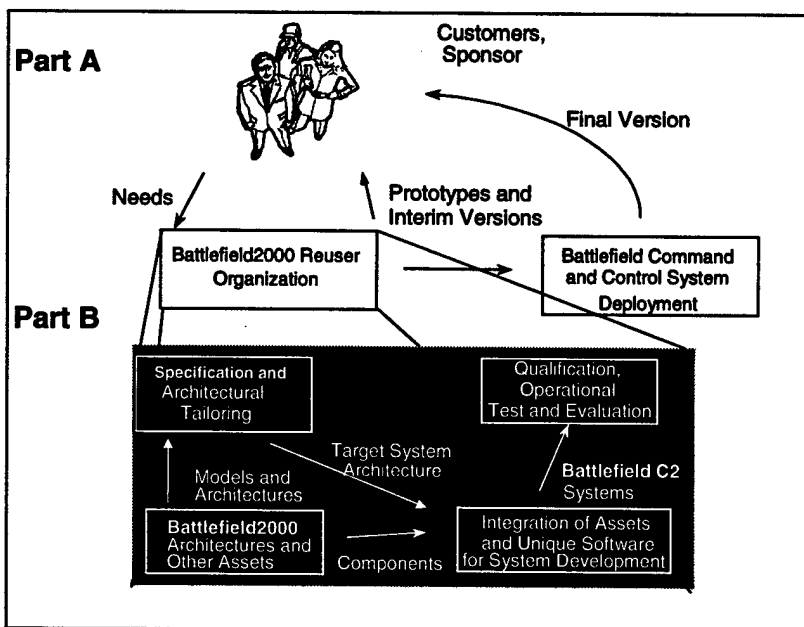 Part A
Customers,
Sponsor
Final Version
Needs
Prototypes and
Interim Versions
Battlefield2000 Reuser
Organization
Battlefield Command
and Control System
Deployment
Part B
Specification and
Architectural
Tailoring
Qualification,
Operational
Test and Evaluation
Target System
Architecture
Models and
Architectures
Battlefield C2
Systems
Battlefield2000
Architectures and
Other Assets
Components
Integration of Assets
and Unique Software
for System Development